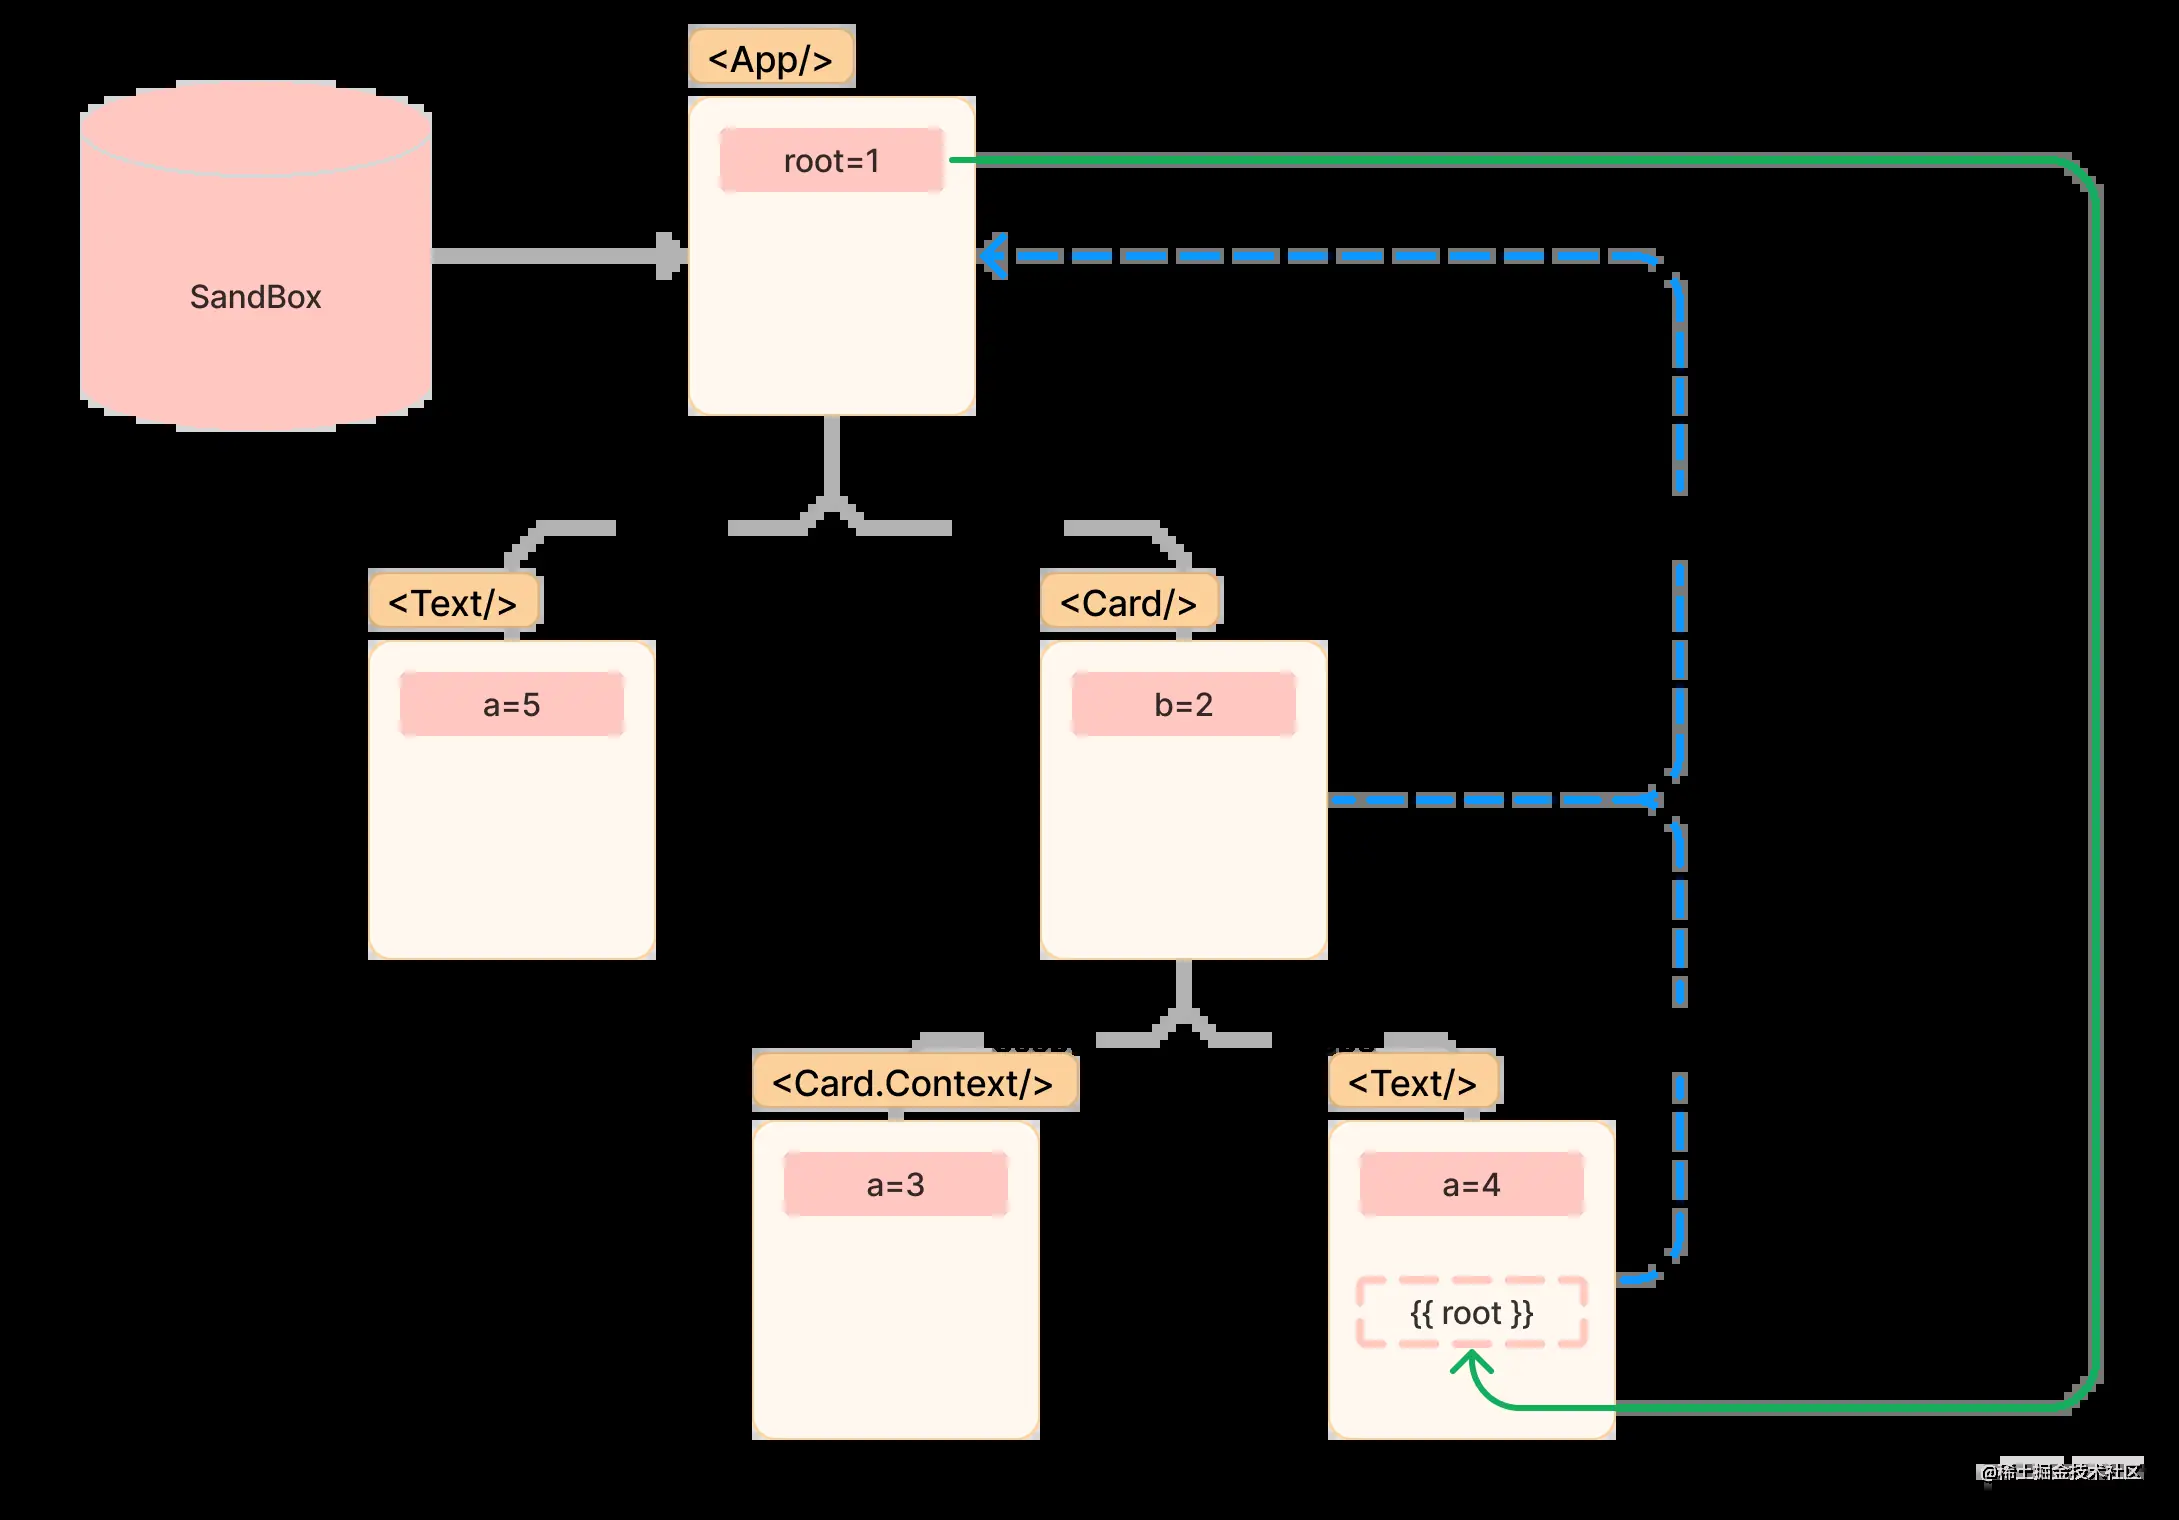 <App/>
root=1
SandBox
<Text/>
<Card/>
a=5
b=2
<Card.Context/>
<Text/>
a=3
a=4
{{ root }}
@稀土掘金技术社区